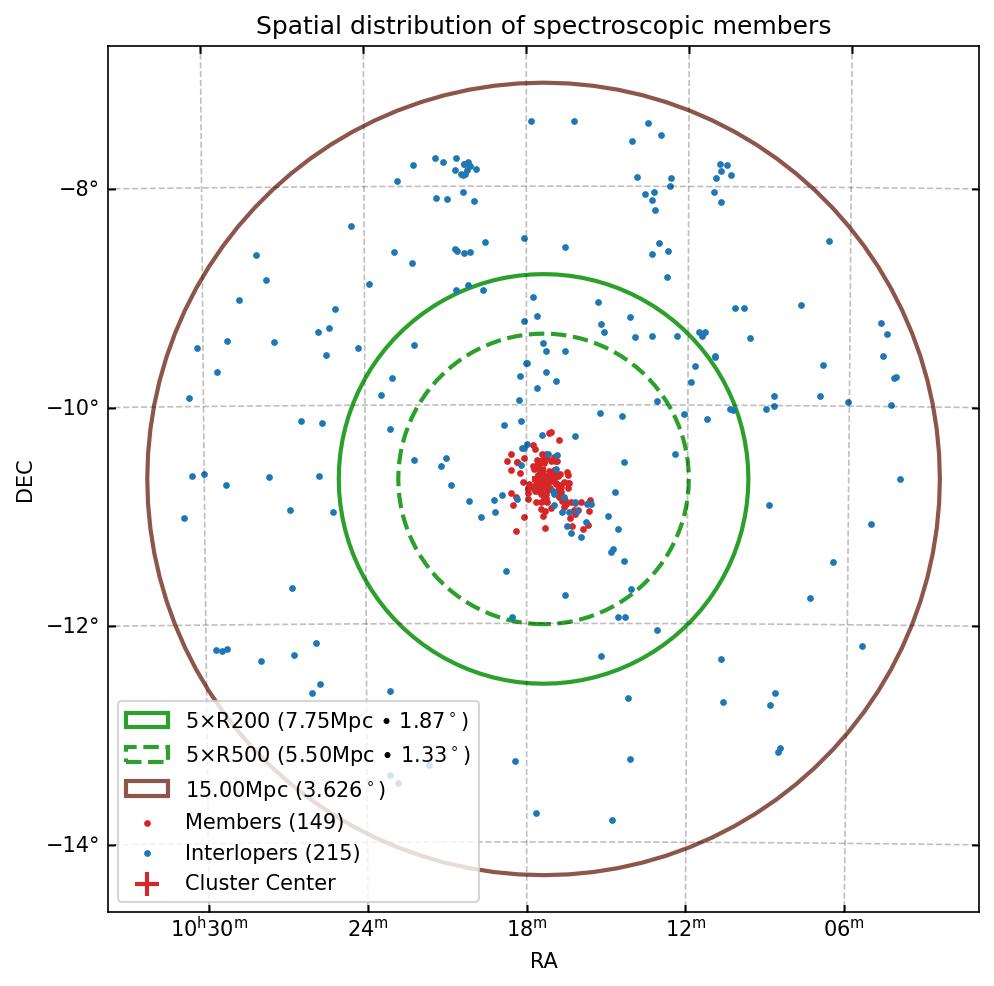 Spatial distribution of spectroscopic members
−8°
−10°
−12°
−14°
DEC
5×R200 (7.75Mpc • 1.87°)
5×R500 (5.50Mpc • 1.33°)
15.00Mpc (3.626°)
Members (149)
Interlopers (215)
Cluster Center
10ʰ30ᵐ 24ᵐ 18ᵐ 12ᵐ 06ᵐ
RA